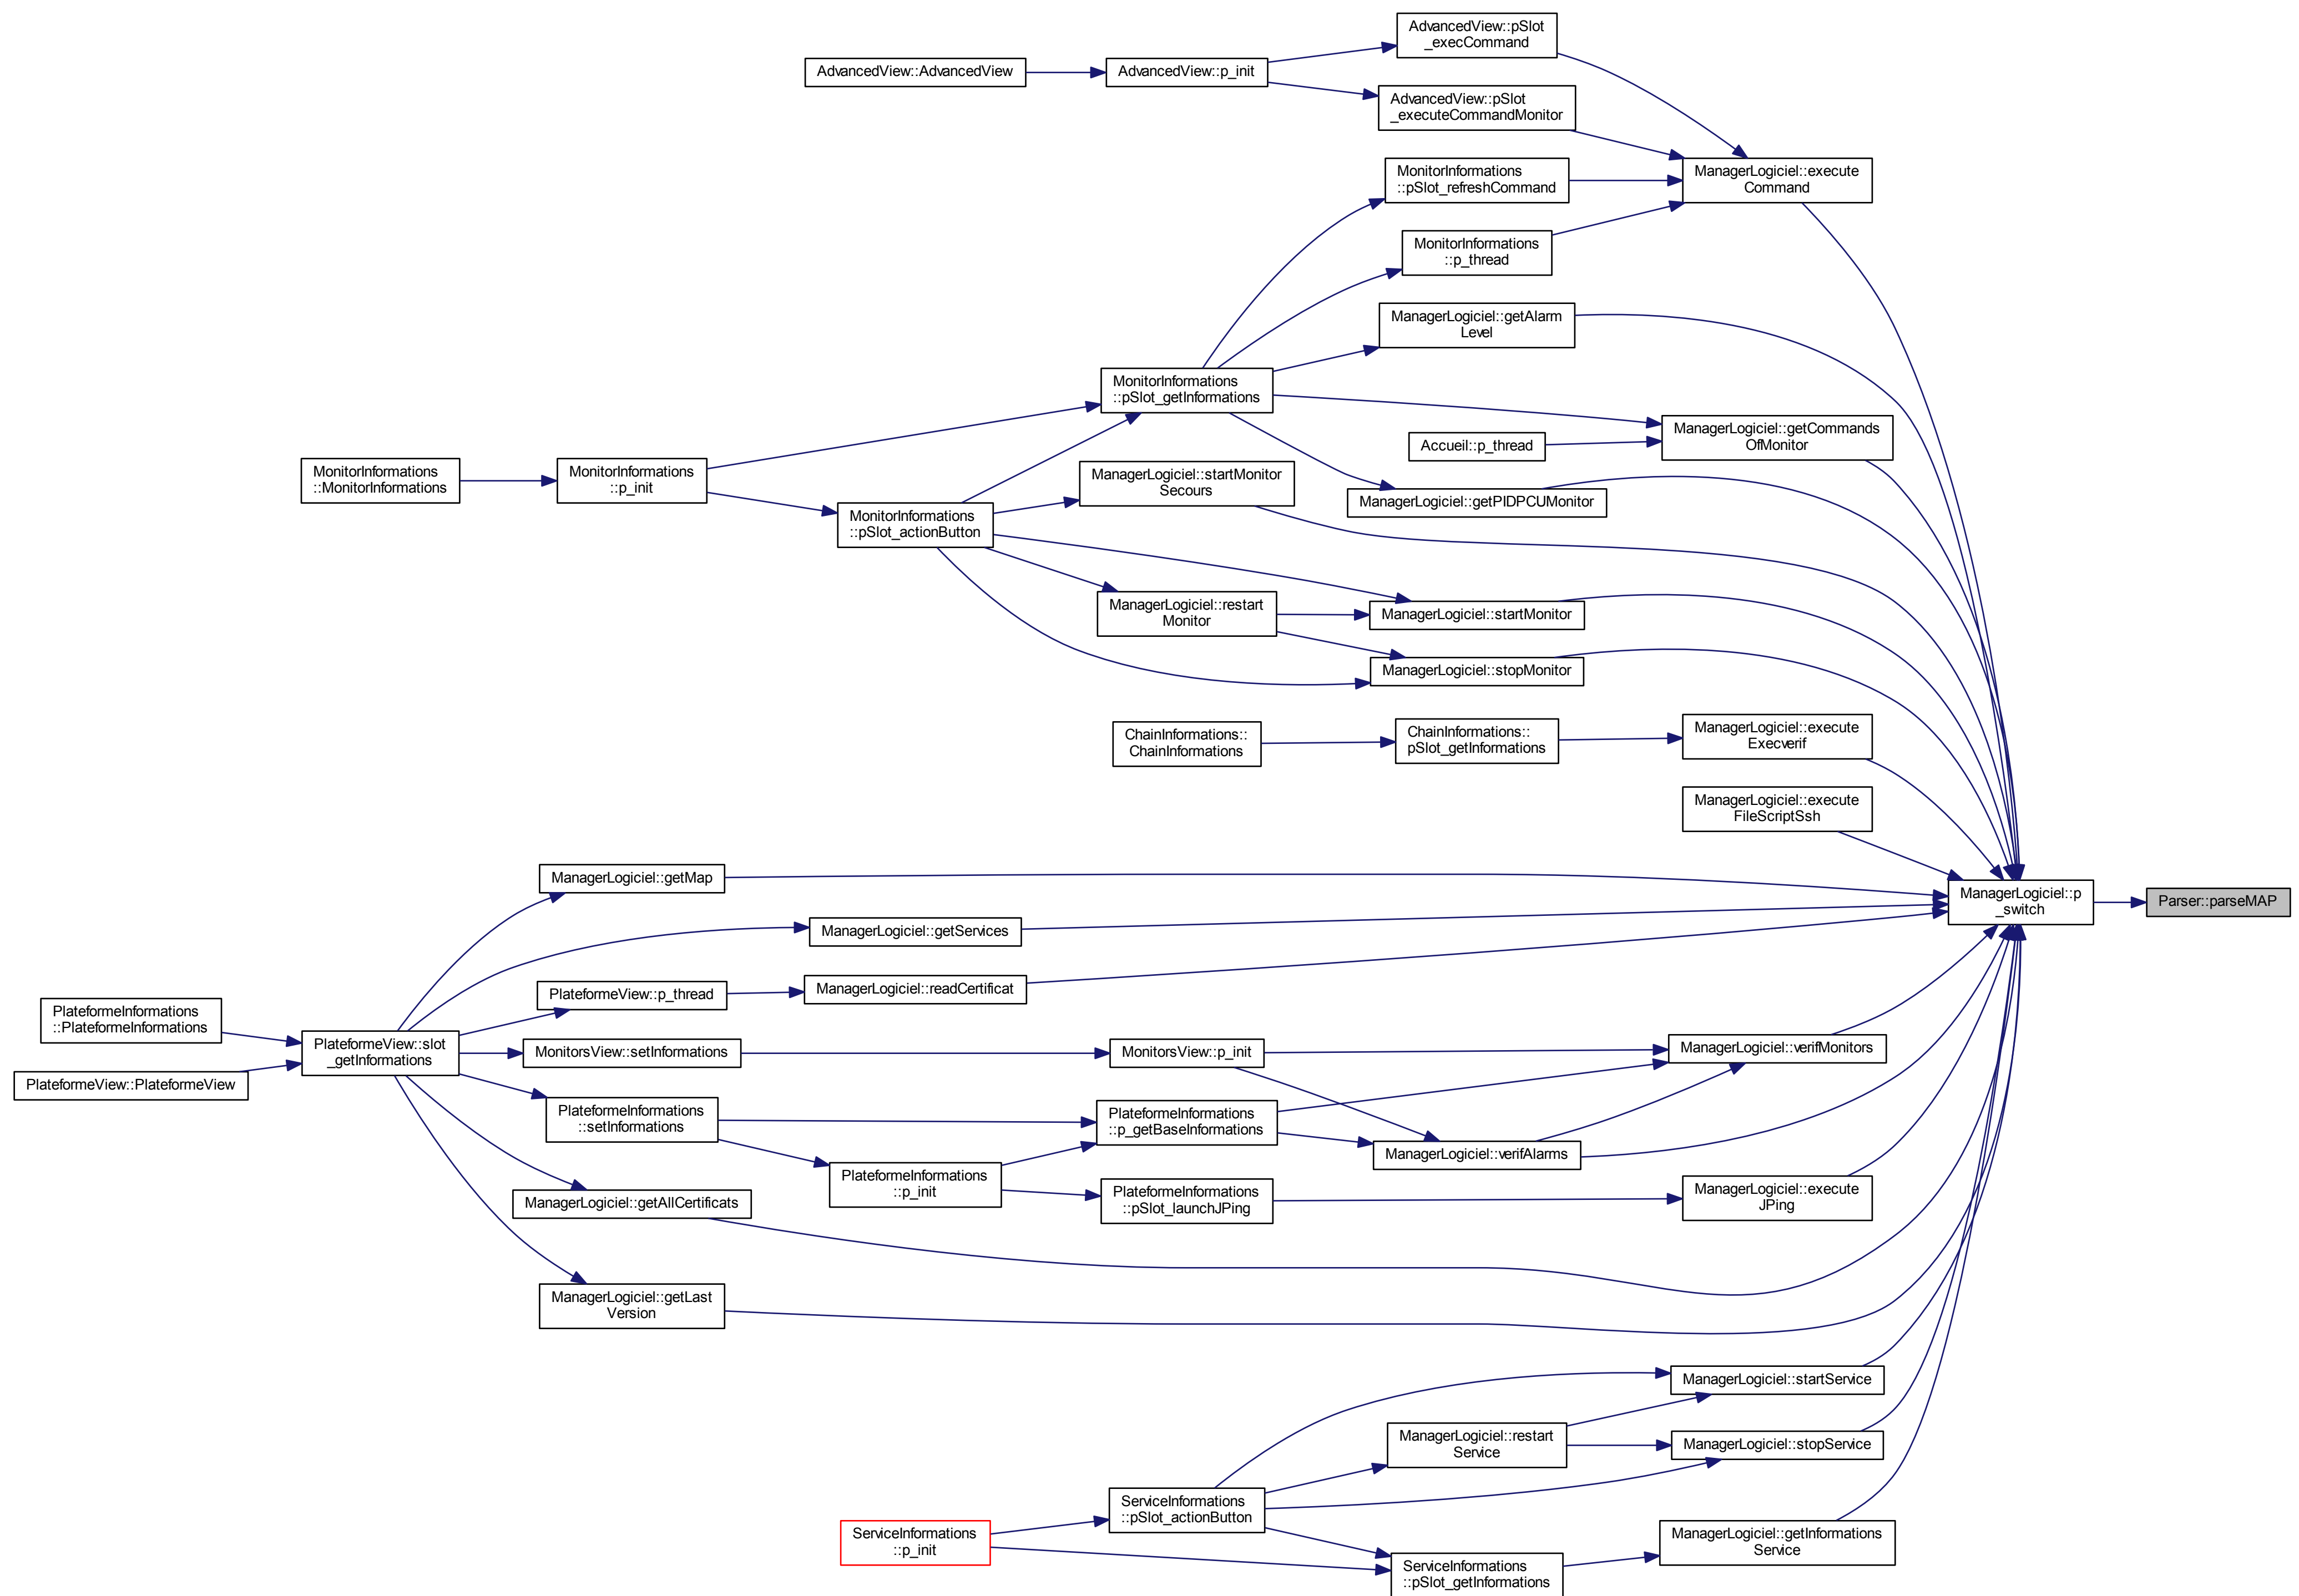 AdvancedView::pSlot
_execCommand
AdvancedView::AdvancedView
AdvancedView::p_init
AdvancedView::pSlot
_executeCommandMonitor
MonitorInformations
::pSlot_refreshCommand
ManagerLogiciel::execute
Command
MonitorInformations
::p_thread
ManagerLogiciel::getAlarm
Level
MonitorInformations
::pSlot_getInformations
Accueil::p_thread
ManagerLogiciel::getCommands
OfMonitor
MonitorInformations
::MonitorInformations
MonitorInformations
::p_init
ManagerLogiciel::startMonitor
Secours
ManagerLogiciel::getPIDPCUMonitor
MonitorInformations
::pSlot_actionButton
ManagerLogiciel::restart
Monitor
ManagerLogiciel::startMonitor
ManagerLogiciel::stopMonitor
ChainInformations::
ChainInformations
ChainInformations::
pSlot_getInformations
ManagerLogiciel::execute
Execverif
ManagerLogiciel::execute
FileScriptSsh
ManagerLogiciel::getMap
ManagerLogiciel::p
_switch
Parser::parseMAP
ManagerLogiciel::getServices
PlateformeView::p_thread
ManagerLogiciel::readCertificat
PlateformeInformations
::PlateformeInformations
PlateformeView::slot
_getInformations
MonitorsView::setInformations
MonitorsView::p_init
ManagerLogiciel::verifMonitors
PlateformeView::PlateformeView
PlateformeInformations
::setInformations
PlateformeInformations
::p_getBaseInformations
ManagerLogiciel::verifAlarms
PlateformeInformations
::p_init
ManagerLogiciel::getAllCertificats
PlateformeInformations
::pSlot_launchJPing
ManagerLogiciel::execute
JPing
ManagerLogiciel::getLast
Version
ManagerLogiciel::startService
ManagerLogiciel::restart
Service
ManagerLogiciel::stopService
ServiceInformations
::pSlot_actionButton
ServiceInformations
::p_init
ManagerLogiciel::getInformations
Service
ServiceInformations
::pSlot_getInformations